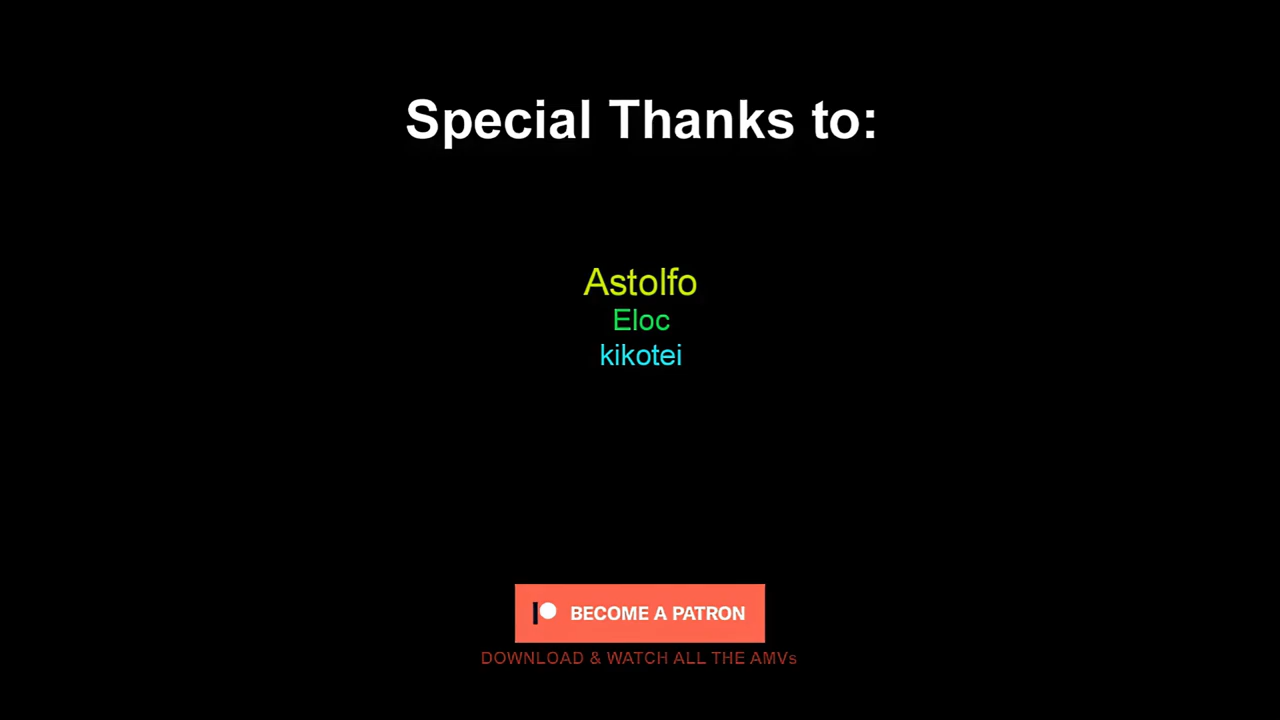 Special Thanks to:
Astolfo
Eloc
kikotei
BECOME A PATRON
DOWNLOAD & WATCH ALL THE AMVs